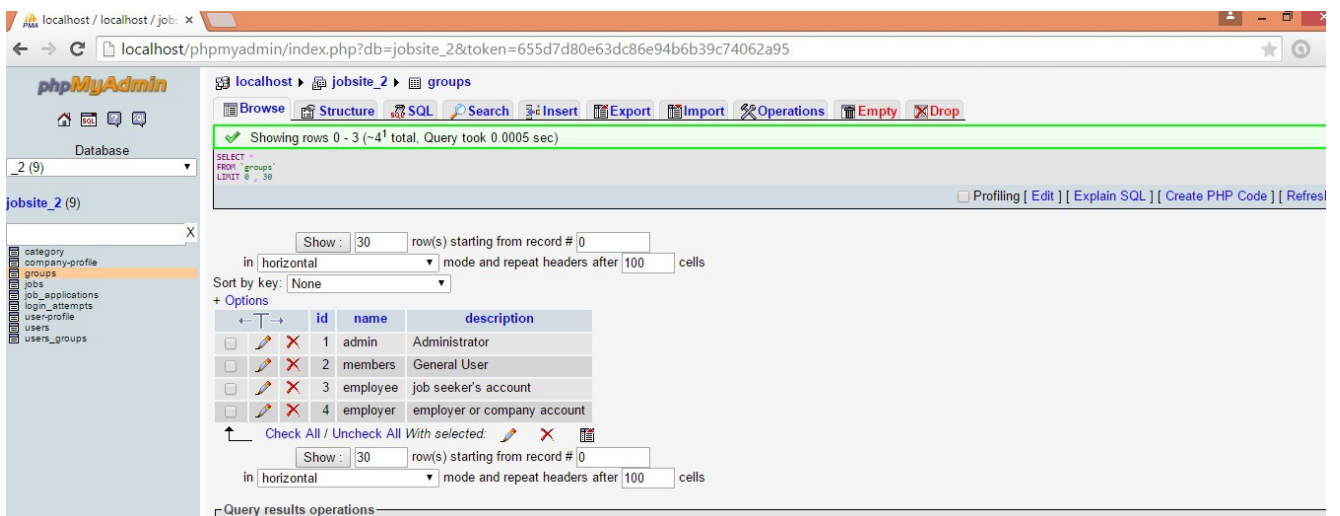 localhost / localhost / job: ×
localhost/phpmyadmin/index.php?db=jobsite_2&token=655d7d80e63dc86e94b6b39c74062a95
phpMyAdmin
SQL
Database
_2 (9)
jobsite_2 (9)
X
category
company-profile
groups
jobs
job_applications
login_attempts
user-profile
users
users_groups
localhost ▸ jobsite_2 ▸ groups
Browse Structure SQL Search Insert Export Import Operations Empty Drop
Showing rows 0 - 3 (~4¹ total, Query took 0.0005 sec)
SELECT *
FROM `groups`
LIMIT 0 , 30
Profiling [ Edit ] [ Explain SQL ] [ Create PHP Code ] [ Refresh
Show : 30 row(s) starting from record # 0
in horizontal mode and repeat headers after 100 cells
Sort by key: None
+ Options
←T→ id name description
1 admin Administrator
2 members General User
3 employee job seeker's account
4 employer employer or company account
Check All / Uncheck All With selected:
Show : 30 row(s) starting from record # 0
in horizontal mode and repeat headers after 100 cells
Query results operations